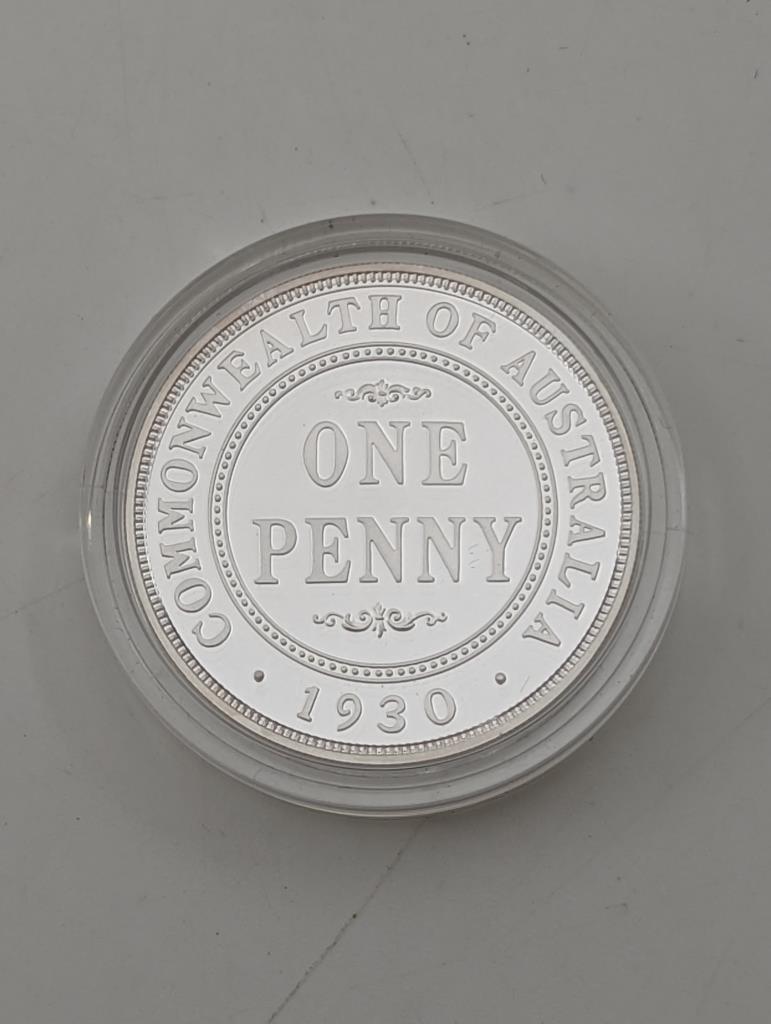 COMMONWEALTH OF AUSTRALIA
ONE
PENNY
1930